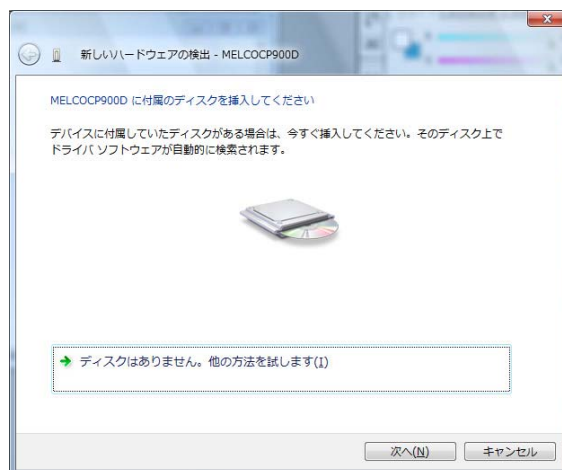 新しいハードウェアの検出 - MELCOCP900D
MELCOCP900D に付属のディスクを挿入してください
デバイスに付属していたディスクがある場合は、今すぐ挿入してください。そのディスク上で
ドライバ ソフトウェアが自動的に検索されます。
ディスクはありません。他の方法を試します(I)
次へ(N)
キャンセル